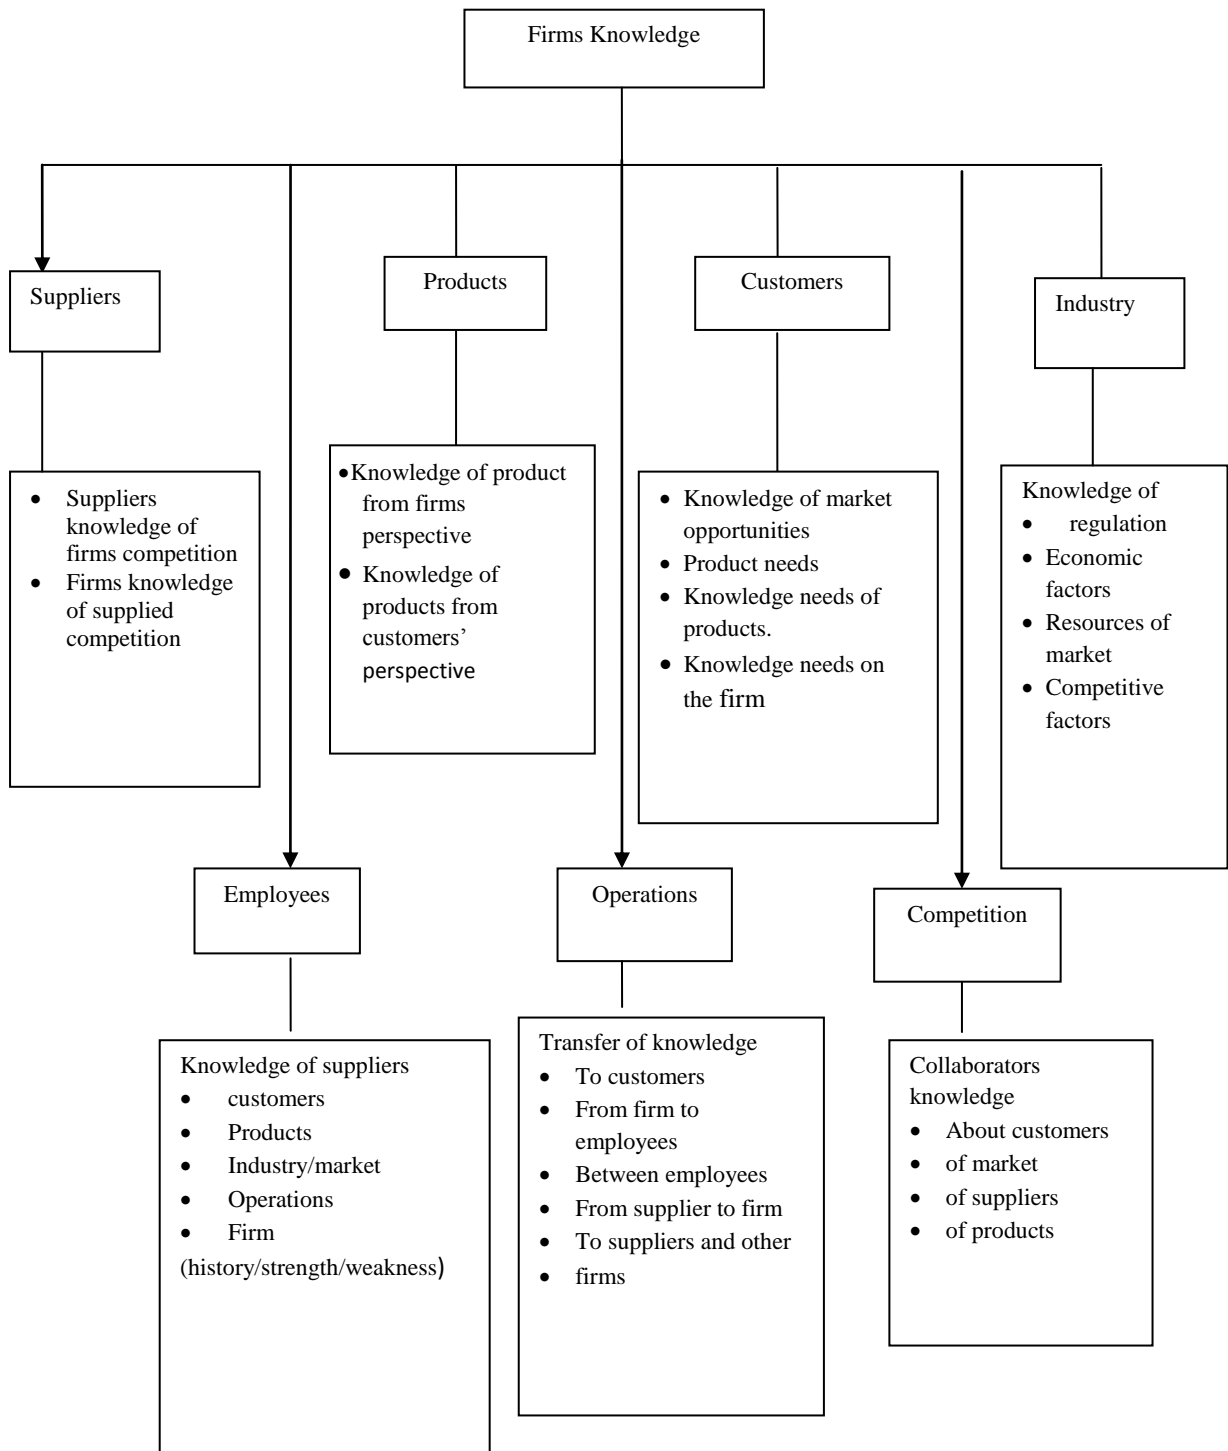 Firms Knowledge
Suppliers
Products
Customers
Industry
• Suppliers
knowledge of
firms competition
• Firms knowledge
of supplied
competition
•Knowledge of product
from firms
perspective
• Knowledge of
products from
customers’
perspective
• Knowledge of market
opportunities
• Product needs
• Knowledge needs of
products.
• Knowledge needs on
the firm
Knowledge of
• regulation
• Economic
factors
• Resources of
market
• Competitive
factors
Employees
Operations
Competition
Knowledge of suppliers
• customers
• Products
• Industry/market
• Operations
• Firm
(history/strength/weakness)
Transfer of knowledge
• To customers
• From firm to
employees
• Between employees
• From supplier to firm
• To suppliers and other
• firms
Collaborators
knowledge
• About customers
• of market
• of suppliers
• of products